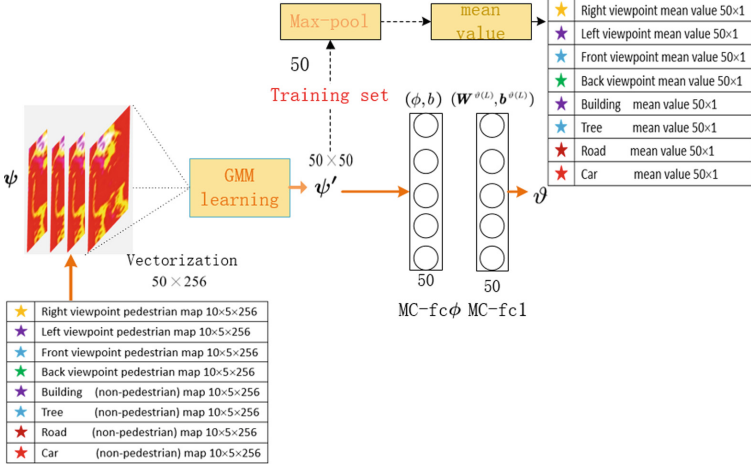 Max-pool
mean value
Right viewpoint mean value 50×1
Left viewpoint mean value 50×1
Front viewpoint mean value 50×1
Back viewpoint mean value 50×1
Building mean value 50×1
Tree mean value 50×1
Road mean value 50×1
Car mean value 50×1
50
Training set
(ϕ,b) (W^ϑ(L),b^ϑ(L))
50×50
ψ
GMM
learning
ψ′
ϑ
Vectorization
50×256
50 50
MC-fcϕ MC-fc1
Right viewpoint pedestrian map 10×5×256
Left viewpoint pedestrian map 10×5×256
Front viewpoint pedestrian map 10×5×256
Back viewpoint pedestrian map 10×5×256
Building (non-pedestrian) map 10×5×256
Tree (non-pedestrian) map 10×5×256
Road (non-pedestrian) map 10×5×256
Car (non-pedestrian) map 10×5×256